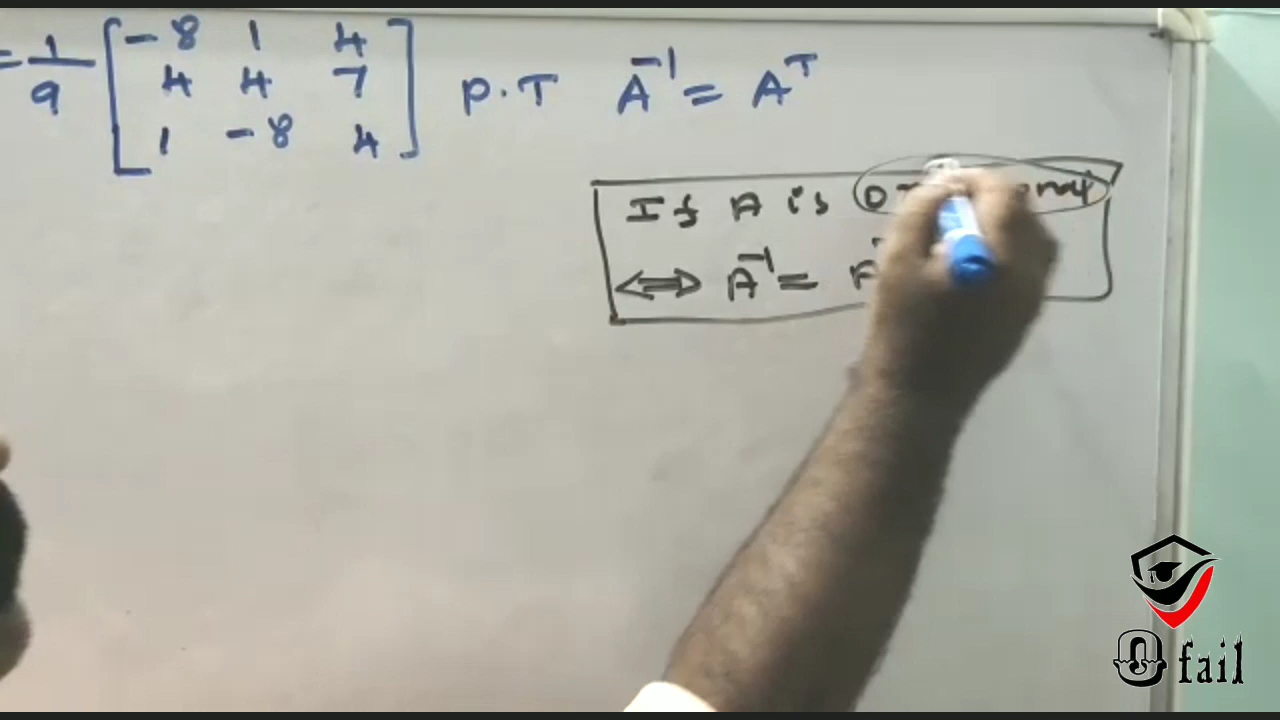 = 1/9 [ -8 1 4
4 4 7
1 -8 4 ] P.T A⁻¹ = Aᵀ
If A is
⟺ A⁻¹ =
0 fail